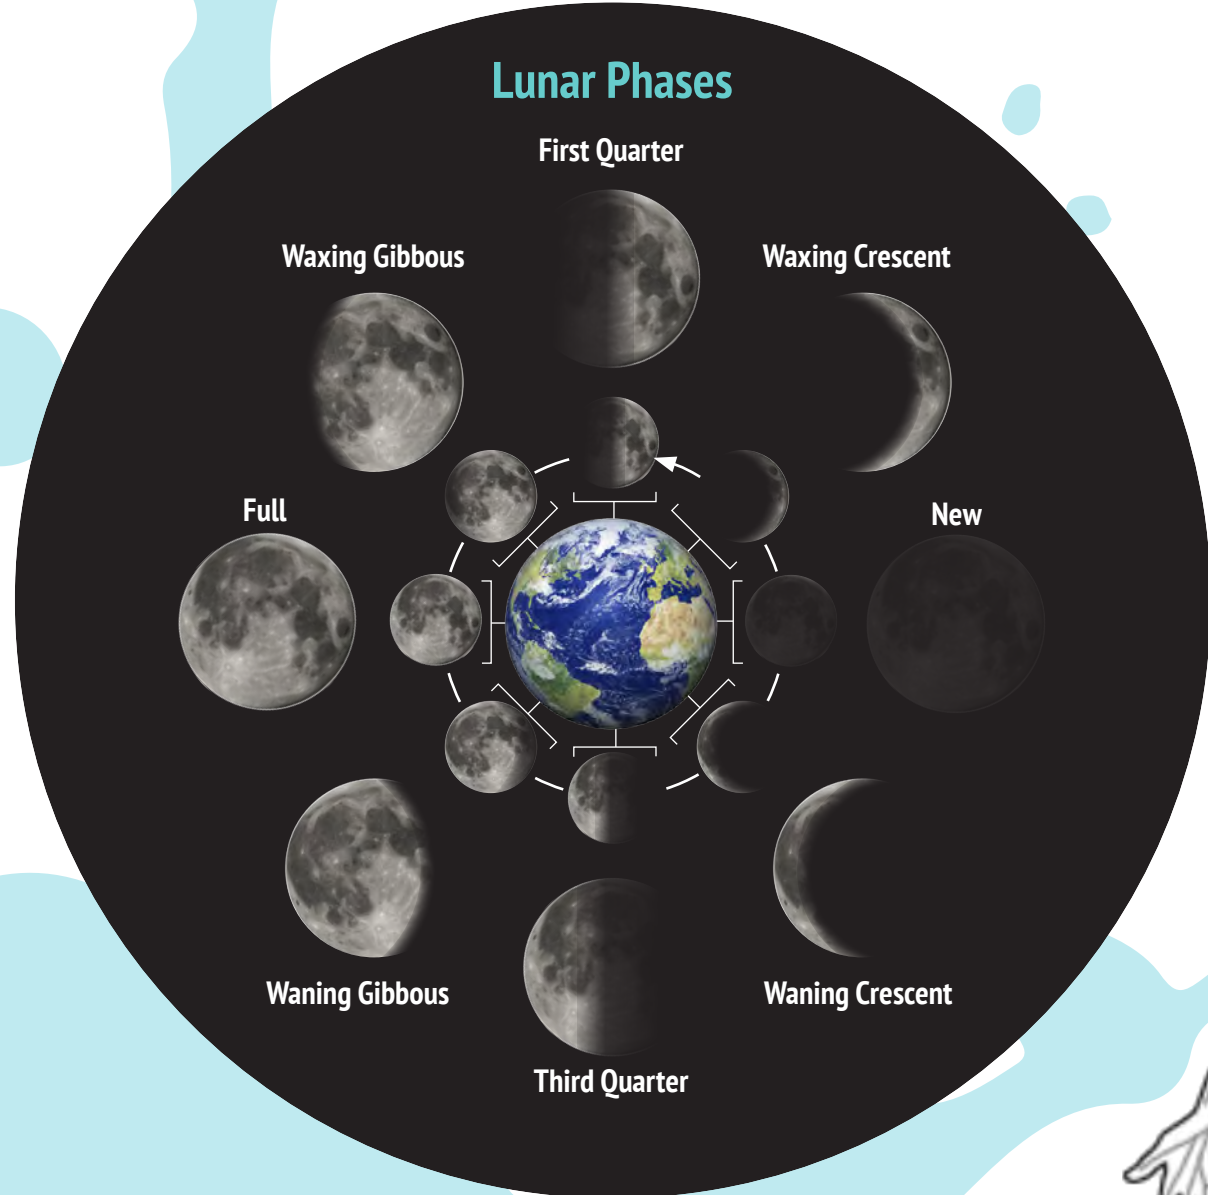 Lunar Phases
First Quarter
Waxing Gibbous
Waxing Crescent
Full
New
Waning Gibbous
Waning Crescent
Third Quarter